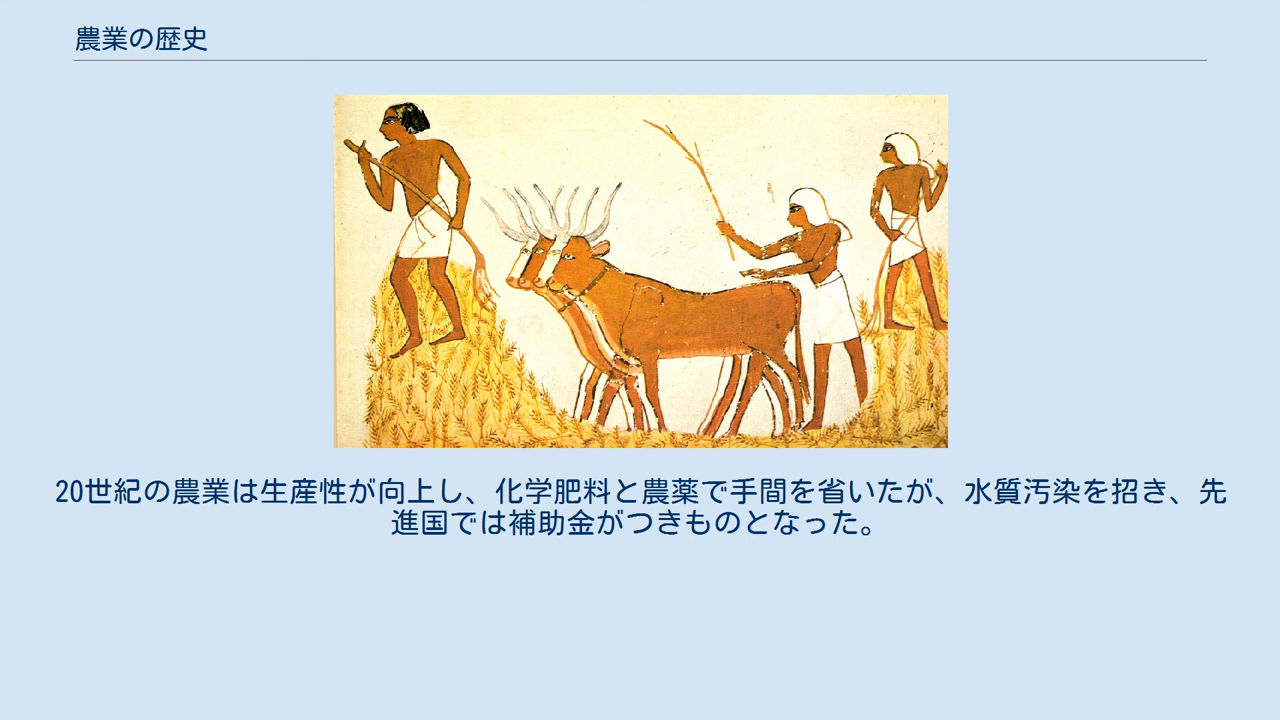 農業の歴史
20世紀の農業は生産性が向上し、化学肥料と農薬で手間を省いたが、水質汚染を招き、先
進国では補助金がつきものとなった。